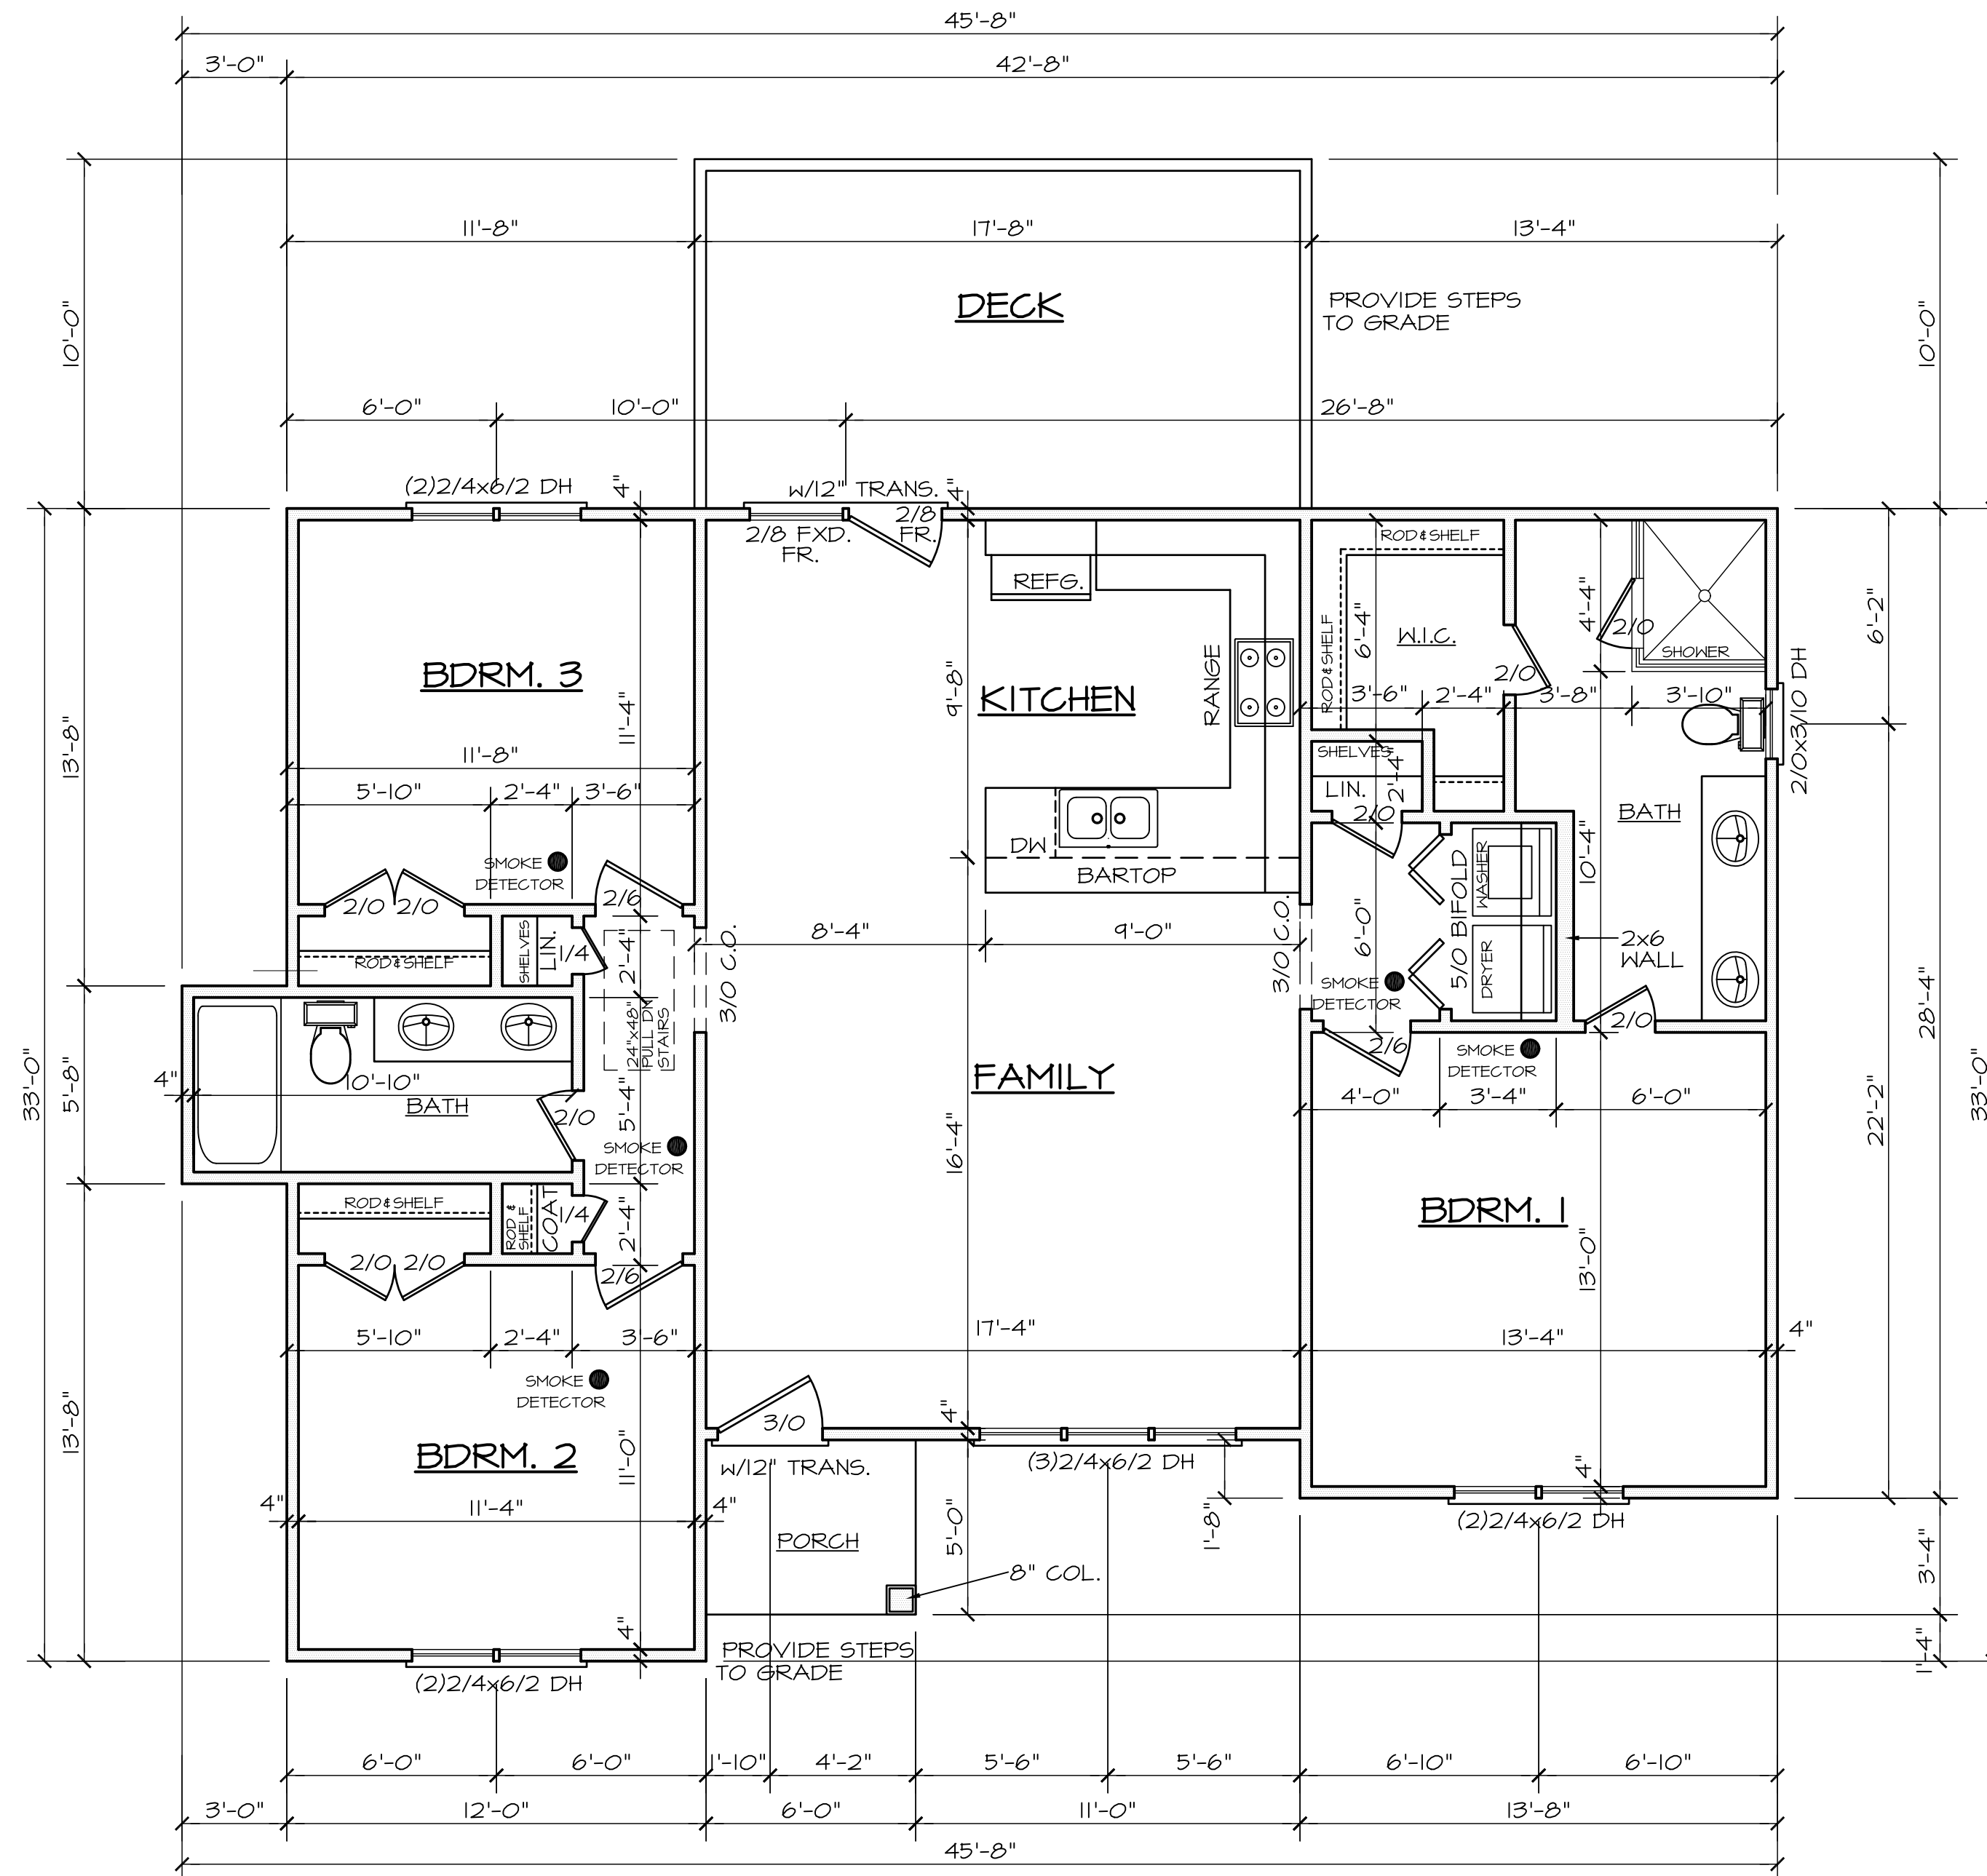 45'-8"
3'-0"
42'-8"
11'-8"
17'-8"
13'-4"
DECK
PROVIDE STEPS
TO GRADE
10'-0"
10'-0"
6'-0"
10'-0"
26'-8"
(2)2/4x6/2 DH
4"
w/12" TRANS.
4"
2/8 FXD.
FR.
2/8
FR.
REFG.
ROD & SHELF
ROD & SHELF
6'-4"
W.I.C.
2/0
4'-4"
2/0
SHOWER
6'-2"
BDRM. 3
11'-4"
KITCHEN
9'-8"
RANGE
3'-6"
2'-4"
3'-8"
3'-10"
2/0x3/10 DH
13'-8"
11'-8"
5'-10"
2'-4"
3'-6"
SHELVES
LIN.
2'-4"
2/0
BATH
DW
BARTOP
SMOKE
DETECTOR
2/0
2/0
2/6
5/0 BIFOLD
WASHER
10'-4"
ROD & SHELF
SHELVES
LIN.
1/4
2'-4"
3/0 C.O.
8'-4"
9'-0"
3/0 C.O.
6'-0"
SMOKE
DETECTOR
DRYER
2x6
WALL
28'-4"
24"x48"
PULL DN
STAIRS
2/6
2/0
SMOKE
DETECTOR
33'-0"
5'-8"
4"
10'-10"
BATH
2/0
5'-4"
SMOKE
DETECTOR
FAMILY
16'-4"
4'-0"
3'-4"
6'-0"
22'-2"
33'-0"
ROD & SHELF
ROD &
SHELF
COAT
1/4
2'-4"
2/0
2/0
2/6
BDRM. 1
13'-0"
5'-10"
2'-4"
3'-6"
17'-4"
13'-4"
4"
SMOKE
DETECTOR
13'-8"
BDRM. 2
11'-0"
3/0
4"
w/12" TRANS.
(3)2/4x6/2 DH
4"
4"
11'-4"
4"
PORCH
5'-0"
1'-8"
(2)2/4x6/2 DH
8" COL.
3'-4"
4"
PROVIDE STEPS
TO GRADE
1'-4"
(2)2/4x6/2 DH
6'-0"
6'-0"
1'-10"
4'-2"
5'-6"
5'-6"
6'-10"
6'-10"
3'-0"
12'-0"
6'-0"
11'-0"
13'-8"
45'-8"